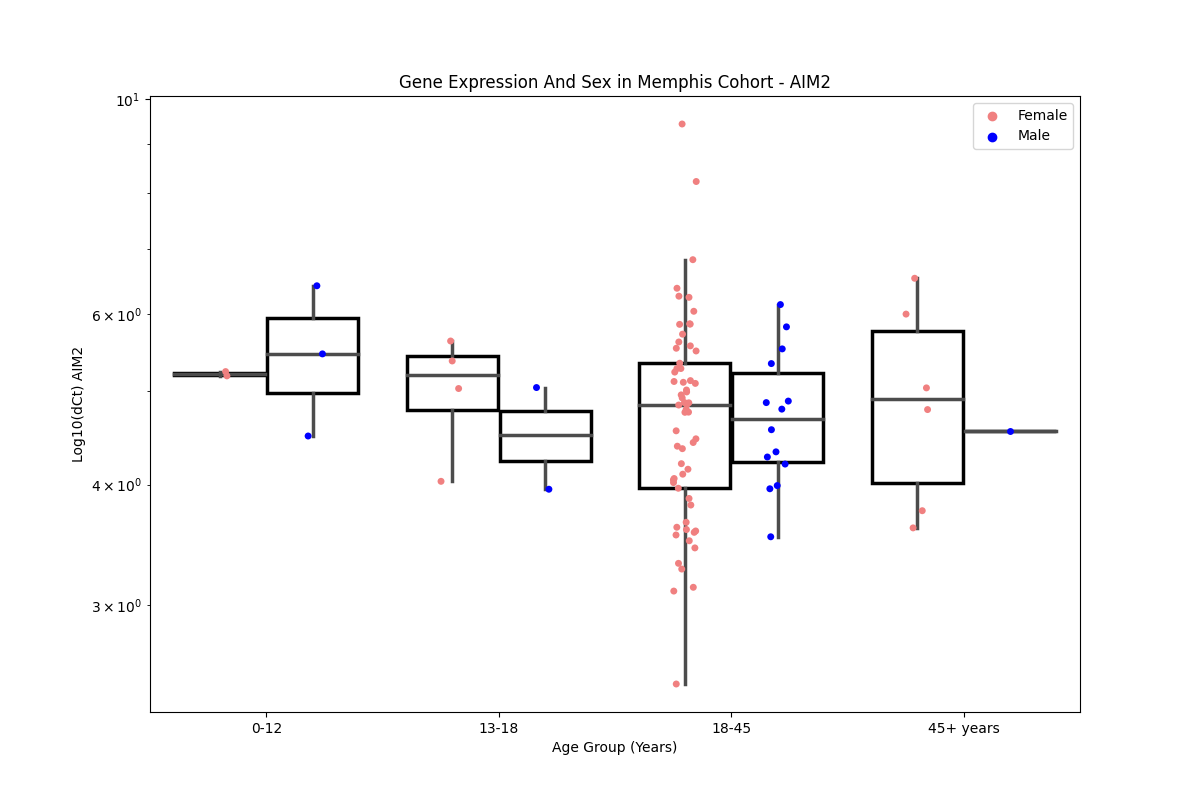 Gene Expression And Sex in Memphis Cohort - AIM2
Female
Male
10¹
6 × 10⁰
4 × 10⁰
3 × 10⁰
Log10(dCt) AIM2
0-12
13-18
18-45
45+ years
Age Group (Years)